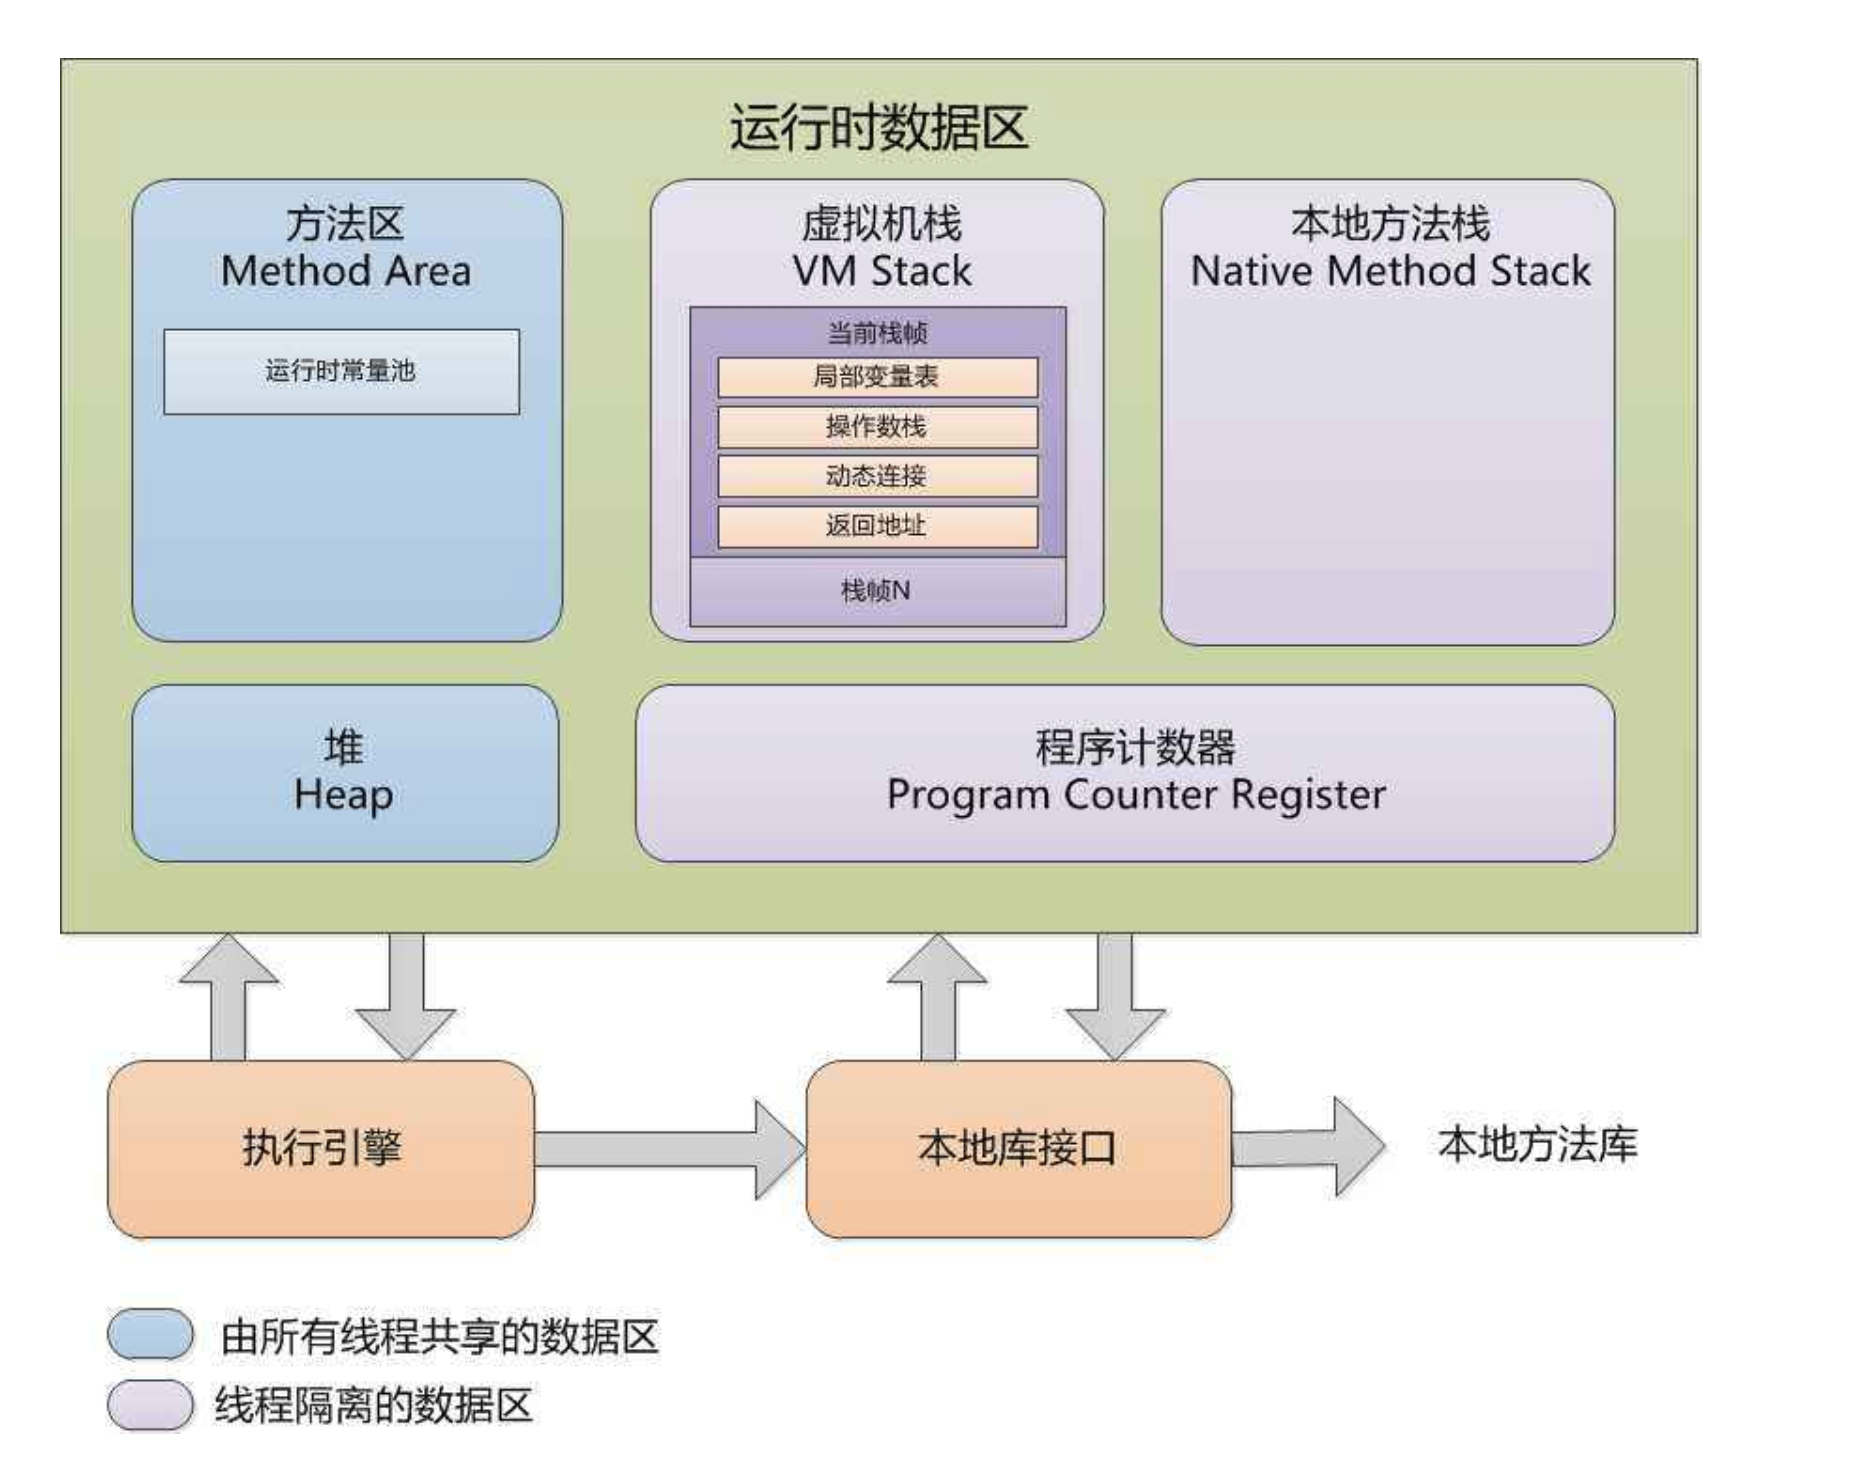 运行时数据区
方法区
Method Area
运行时常量池
虚拟机栈
VM Stack
当前栈帧
局部变量表
操作数栈
动态连接
返回地址
栈帧N
本地方法栈
Native Method Stack
堆
Heap
程序计数器
Program Counter Register
执行引擎
本地库接口
本地方法库
由所有线程共享的数据区
线程隔离的数据区